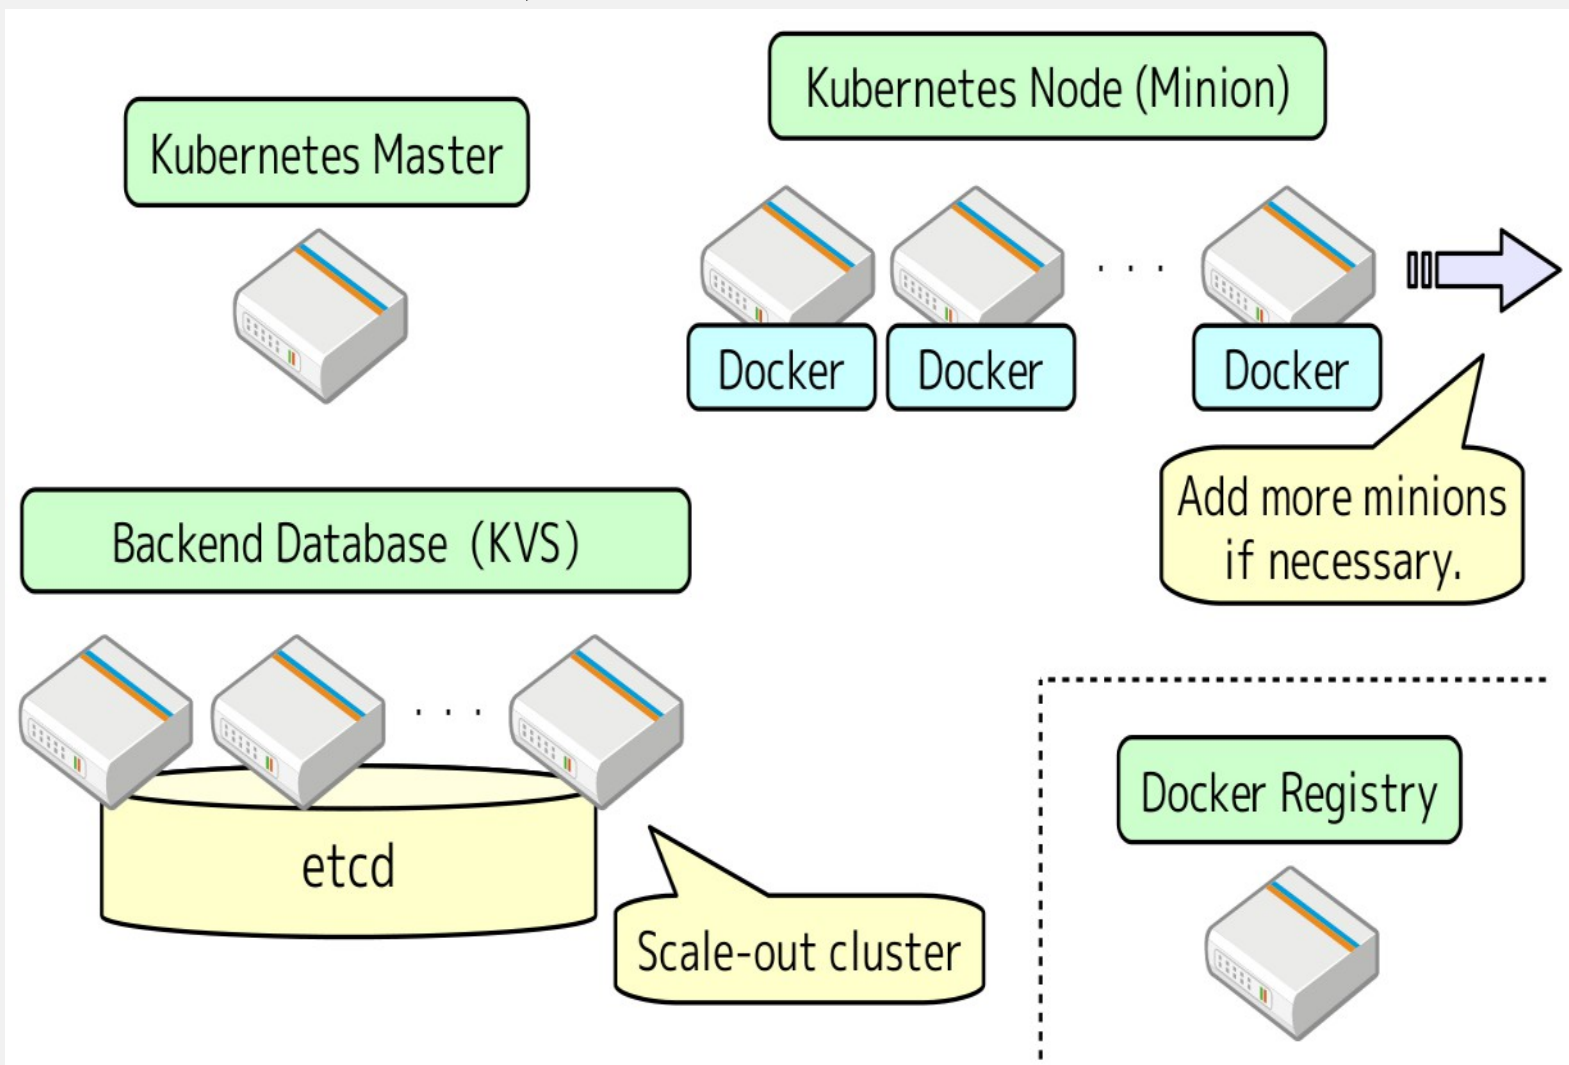 Kubernetes Master
Kubernetes Node (Minion)
Docker
Docker
. . .
Docker
Add more minions
if necessary.
Backend Database (KVS)
. . .
etcd
Scale-out cluster
Docker Registry